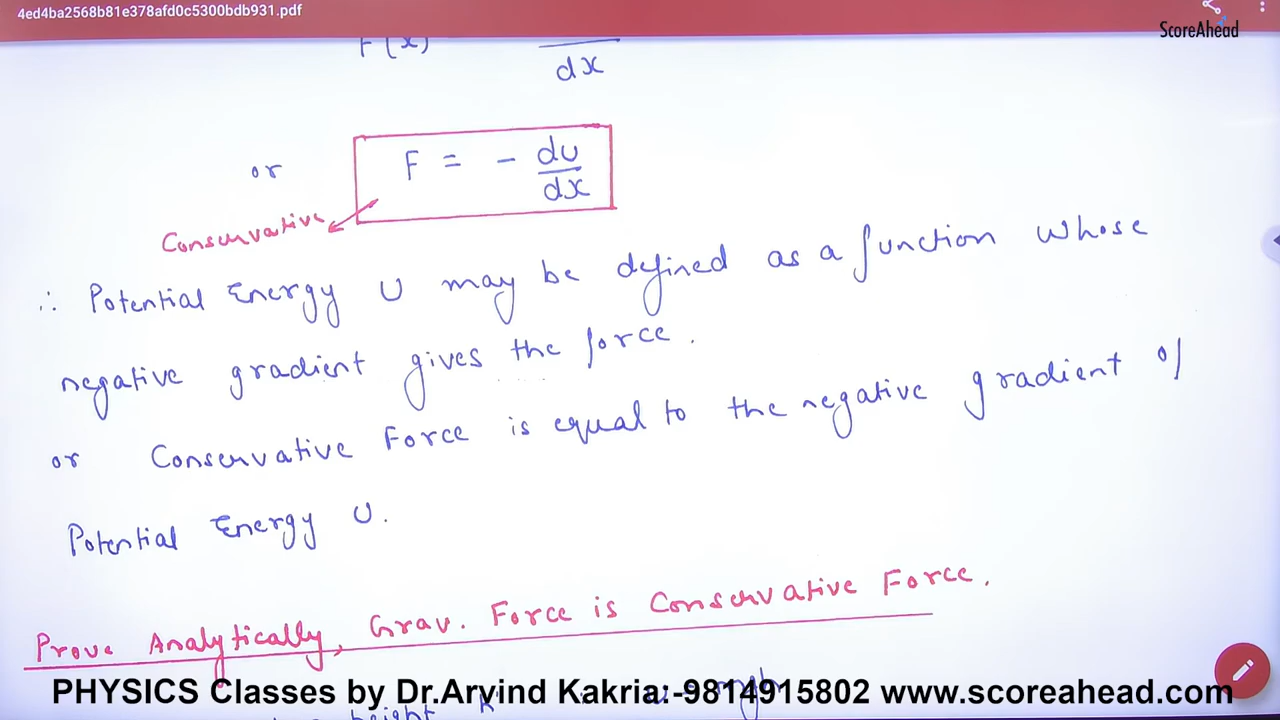 4ed4ba2568b81e378afd0c5300bdb931.pdf
ScoreAhead
F(x)
dx
or F = - du/dx
Conservative
∴ Potential Energy U may be defined as a function whose
negative gradient gives the force.
or Conservative Force is equal to the negative gradient of
Potential Energy U.
Prove Analytically, Grav. Force is Conservative Force.
height mgh
PHYSICS Classes by Dr.Arvind Kakria:-9814915802 www.scoreahead.com